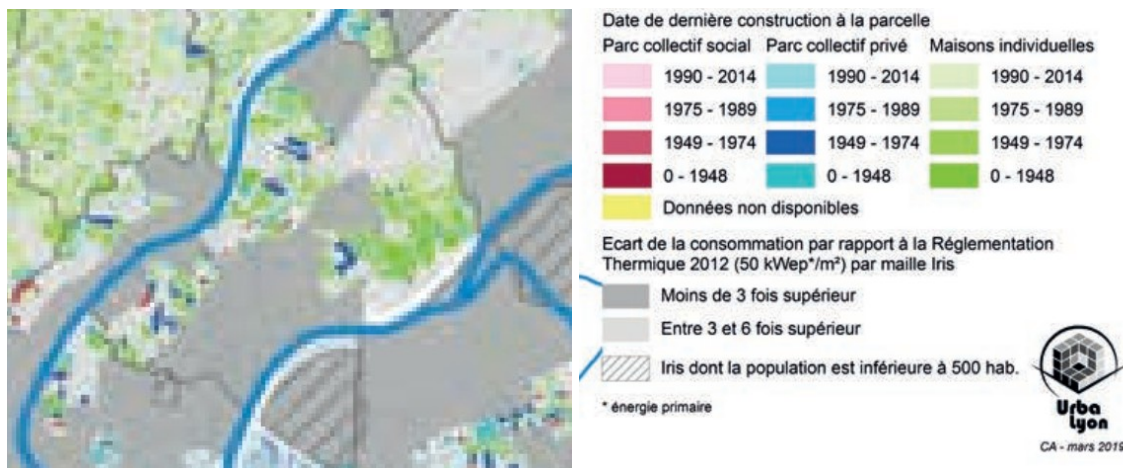 Date de dernière construction à la parcelle
Parc collectif social Parc collectif privé Maisons individuelles
1990 - 2014 1990 - 2014 1990 - 2014
1975 - 1989 1975 - 1989 1975 - 1989
1949 - 1974 1949 - 1974 1949 - 1974
0 - 1948 0 - 1948 0 - 1948
Données non disponibles
Ecart de la consommation par rapport à la Réglementation
Thermique 2012 (50 kWep*/m²) par maille Iris
Moins de 3 fois supérieur
Entre 3 et 6 fois supérieur
Iris dont la population est inférieure à 500 hab.
* énergie primaire
Urba
Lyon
CA - mars 2019